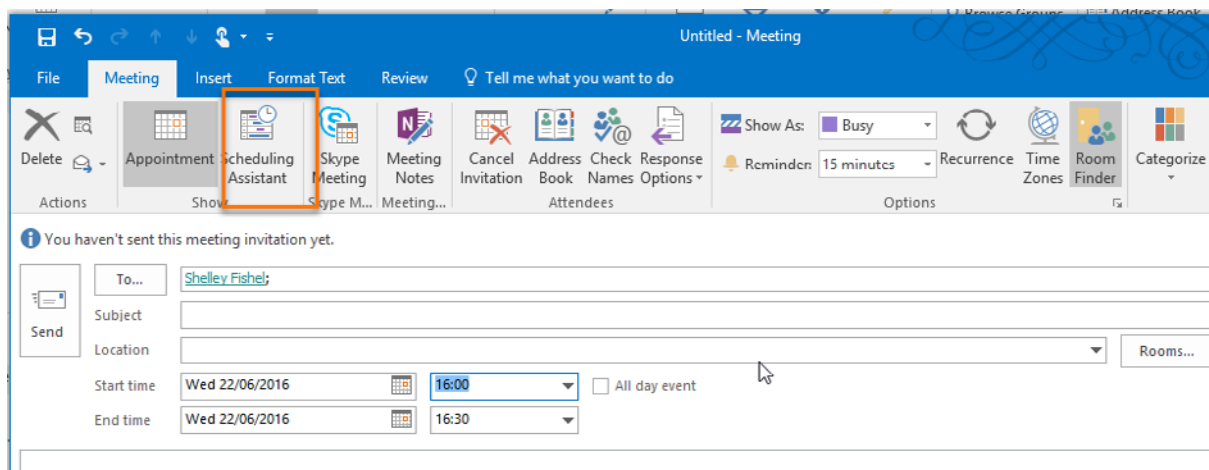 Browse Groups Address Book
Untitled - Meeting
File Meeting Insert Format Text Review Tell me what you want to do
Delete Appointment Scheduling Assistant Skype Meeting Meeting Notes Cancel Invitation Address Book Check Names Response Options Show As: Busy Reminder: 15 minutes Recurrence Time Zones Room Finder Categorize
Actions Show Skype M... Meeting... Attendees Options
You haven't sent this meeting invitation yet.
To... Shelley Fishel;
Subject
Send
Location Rooms...
Start time Wed 22/06/2016 16:00 All day event
End time Wed 22/06/2016 16:30